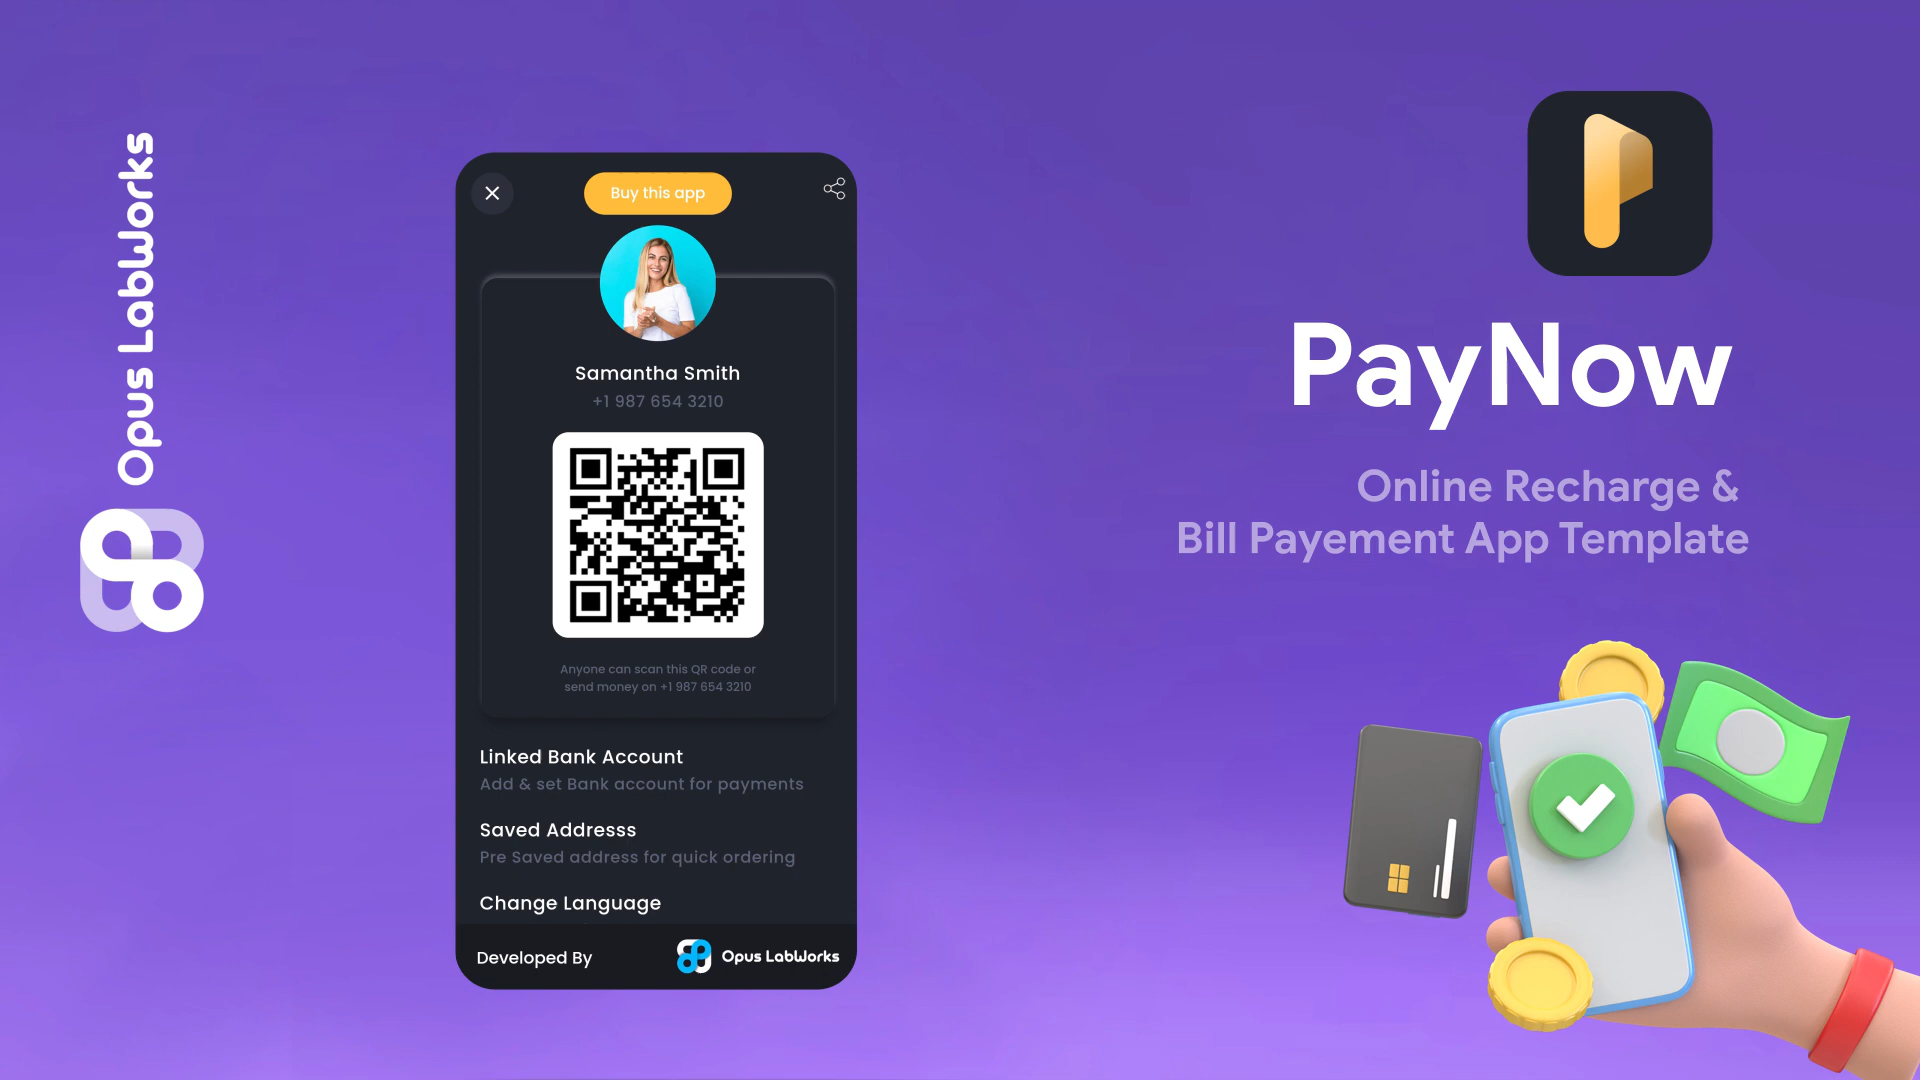 Opus LabWorks
Buy this app
Samantha Smith
+1 987 654 3210
Anyone can scan this QR code or
send money on +1 987 654 3210
Linked Bank Account
Add & set Bank account for payments
Saved Addresss
Pre Saved address for quick ordering
Change Language
Developed By
Opus LabWorks
PayNow
Online Recharge &
Bill Payement App Template